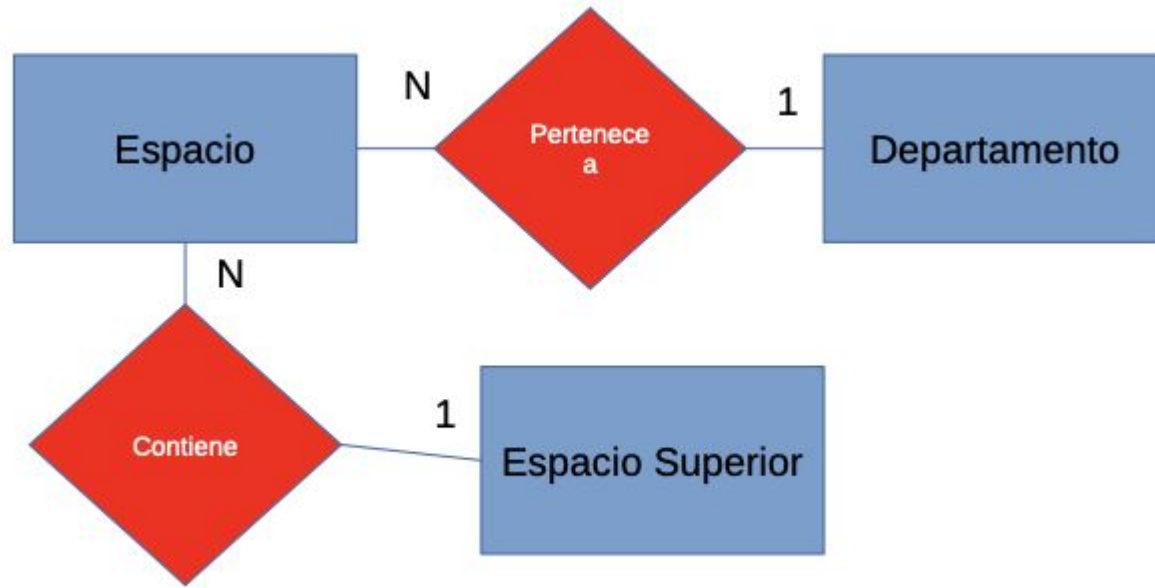 Espacio
N
Pertenece
a
1
Departamento
N
Contiene
1
Espacio Superior